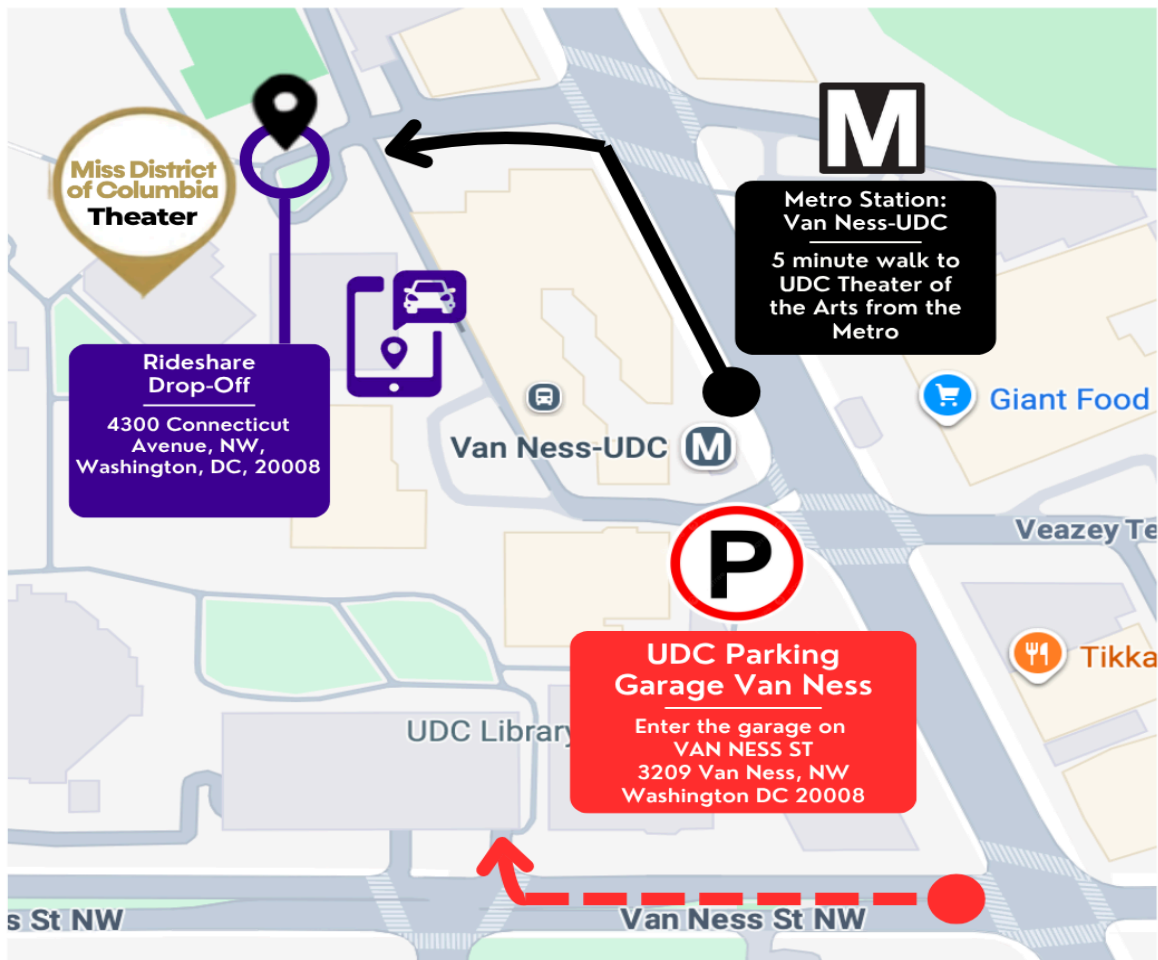 M
Miss District
of Columbia
Theater
Metro Station:
Van Ness-UDC
5 minute walk to
UDC Theater of
the Arts from the
Metro
Rideshare
Drop-Off
4300 Connecticut
Avenue, NW,
Washington, DC, 20008
Giant Food
Van Ness-UDC
M
Veazey Te
P
UDC Parking
Garage Van Ness
Enter the garage on
VAN NESS ST
3209 Van Ness, NW
Washington DC 20008
Tikka
UDC Library
s St NW
Van Ness St NW